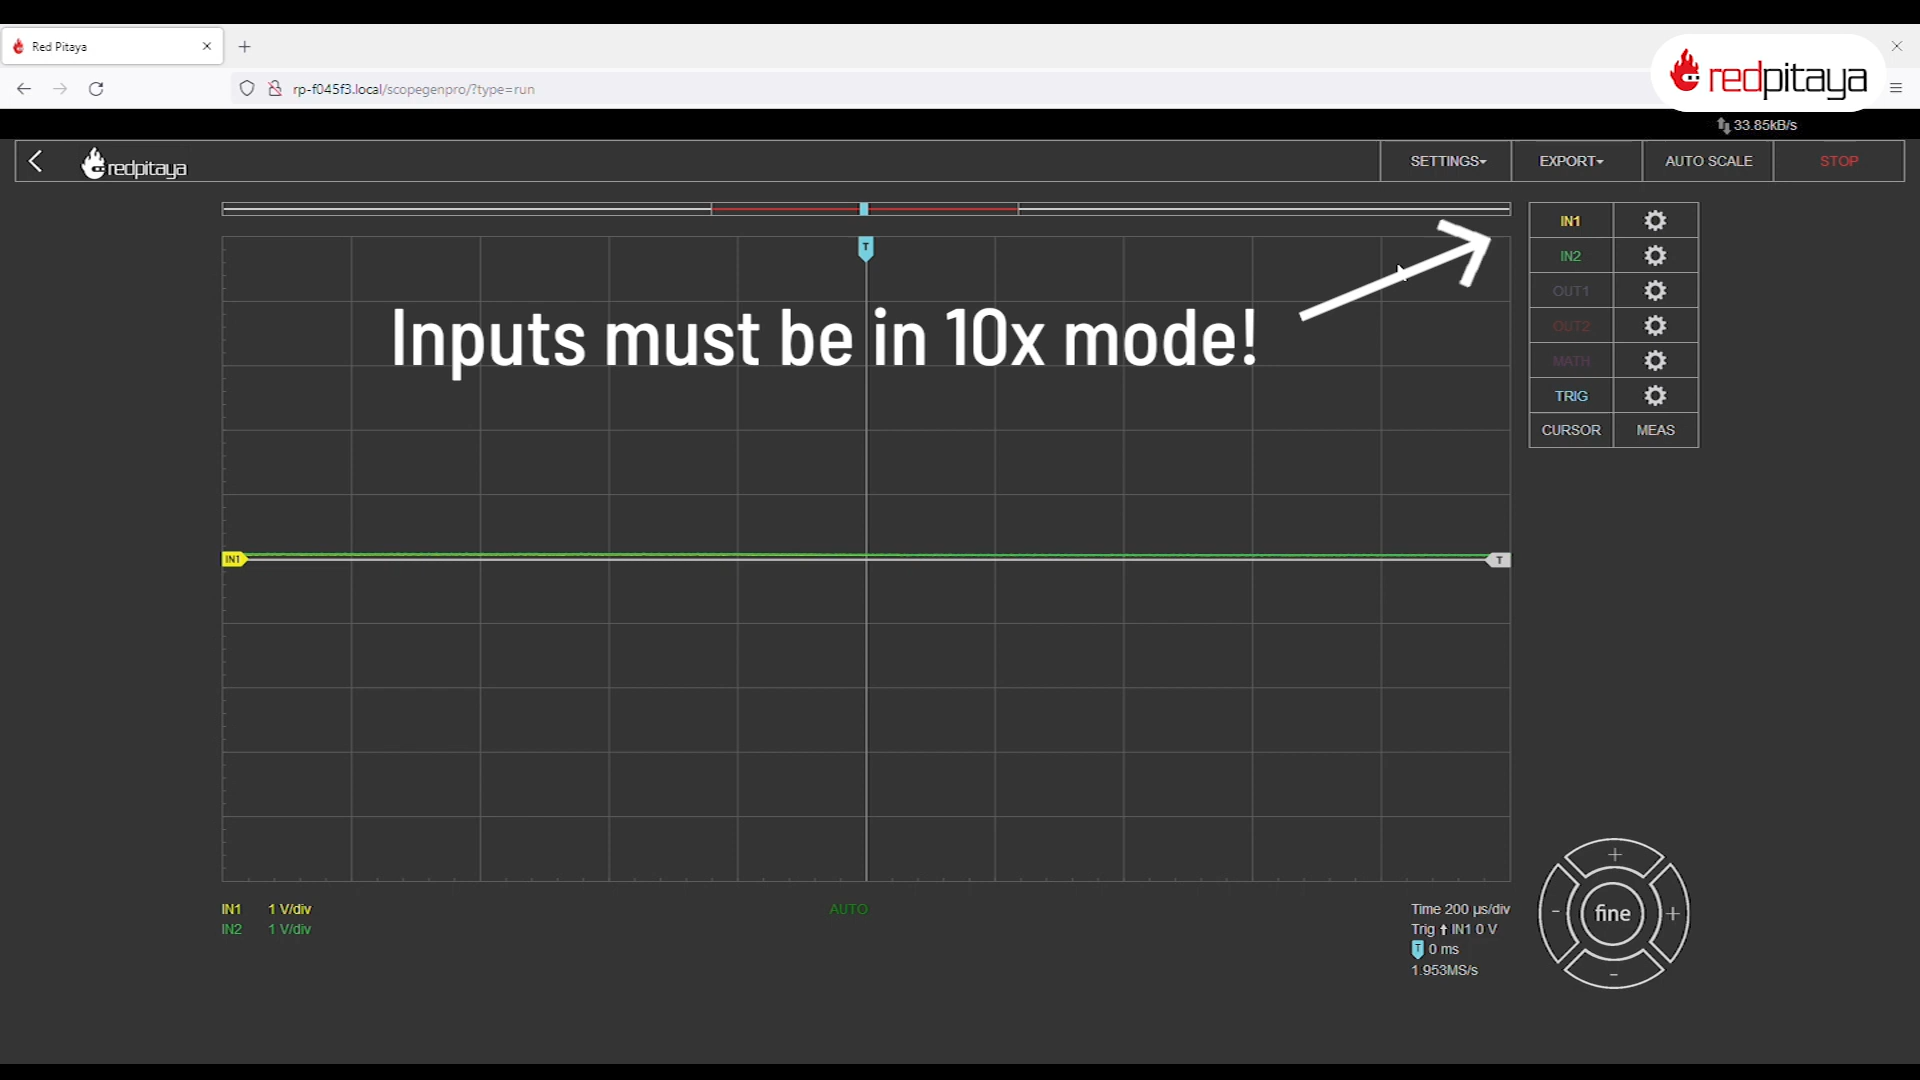 Red Pitaya
rp-f045f3.local/scopegenpro/?type=run
redpitaya
33.85kB/s
redpitaya
SETTINGS
EXPORT
AUTO SCALE
STOP
IN1
IN2
OUT1
OUT2
MATH
TRIG
CURSOR MEAS
T
Inputs must be in 10x mode!
IN1
T
IN1 1 V/div
IN2 1 V/div
AUTO
Time 200 µs/div
Trig IN1 0 V
T 0 ms
1.953MS/s
+
- fine +
-